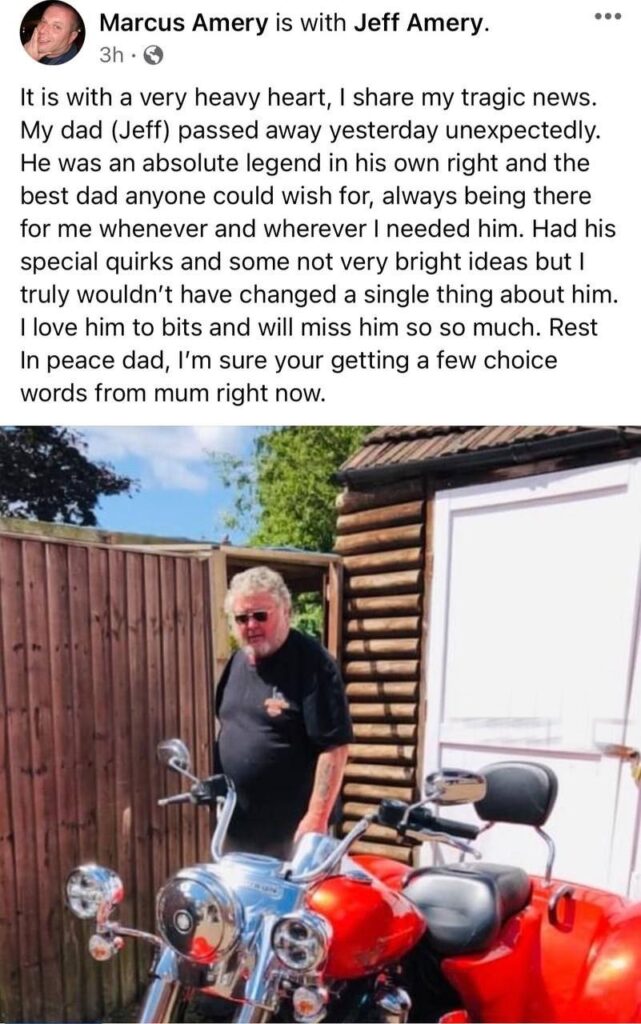 Marcus Amery is with Jeff Amery.
3h ·
It is with a very heavy heart, I share my tragic news.
My dad (Jeff) passed away yesterday unexpectedly.
He was an absolute legend in his own right and the
best dad anyone could wish for, always being there
for me whenever and wherever I needed him. Had his
special quirks and some not very bright ideas but I
truly wouldn't have changed a single thing about him.
I love him to bits and will miss him so so much. Rest
In peace dad, I'm sure your getting a few choice
words from mum right now.